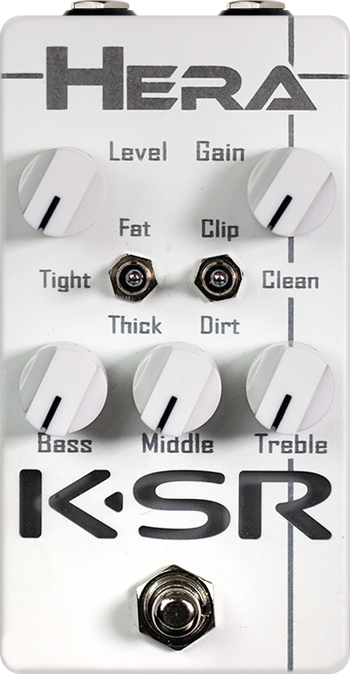 HERA
Level Gain
Fat Clip
Tight Clean
Thick Dirt
Bass Middle Treble
K·SR